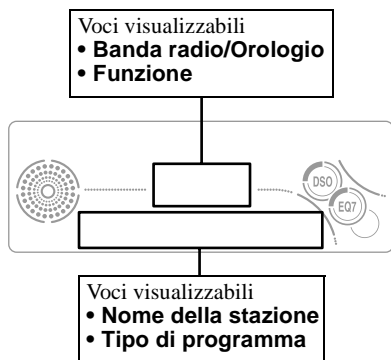 Voci visualizzabili
• Banda radio/Orologio
• Funzione
DSO
EQ7
Voci visualizzabili
• Nome della stazione
• Tipo di programma